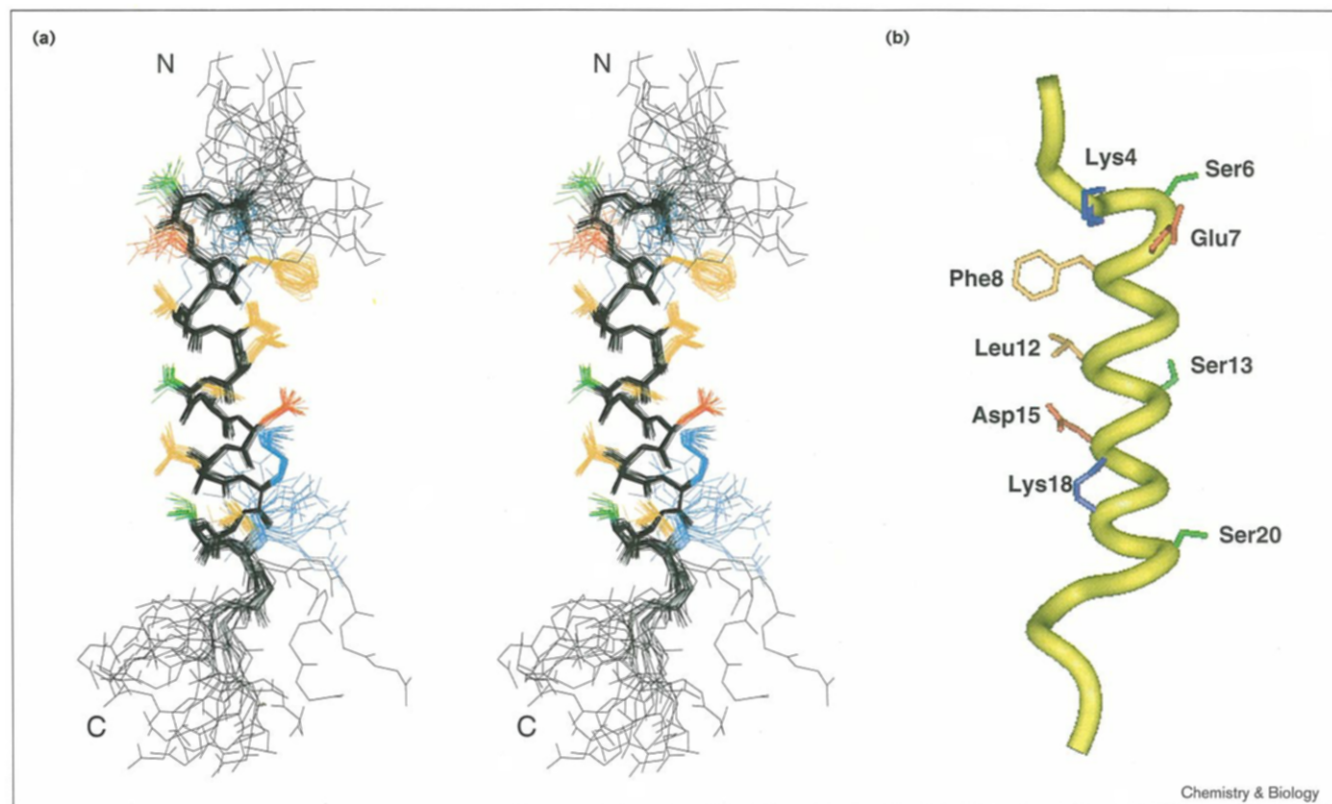 (a)
N
N
C
C
(b)
Lys4
Ser6
Glu7
Phe8
Leu12
Ser13
Asp15
Lys18
Ser20
Chemistry & Biology